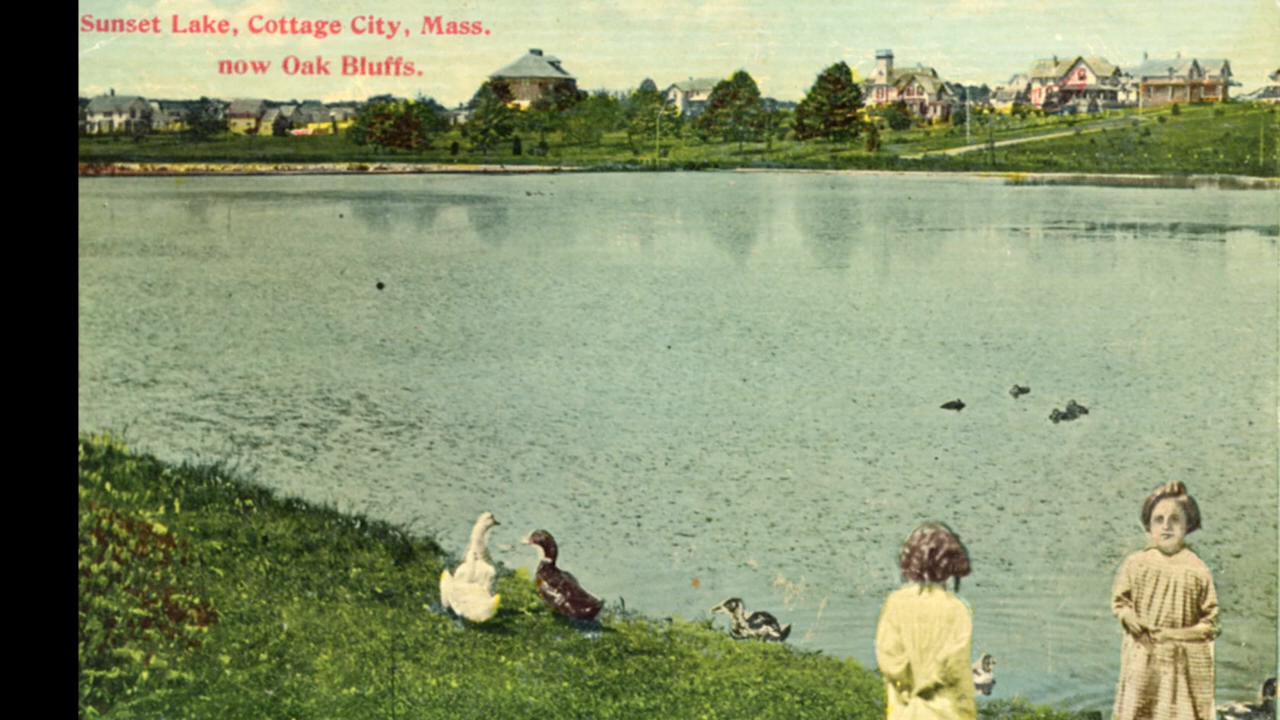 Sunset Lake, Cottage City, Mass.
now Oak Bluffs.